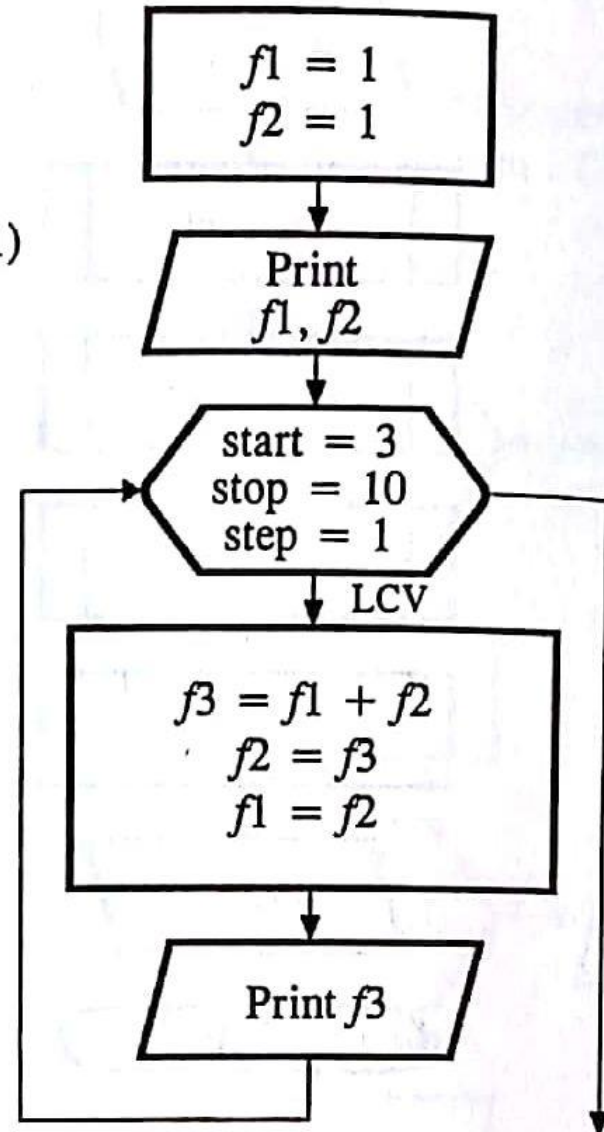 f1 = 1
f2 = 1
Print
f1, f2
start = 3
stop = 10
step = 1
LCV
f3 = f1 + f2
f2 = f3
f1 = f2
Print f3